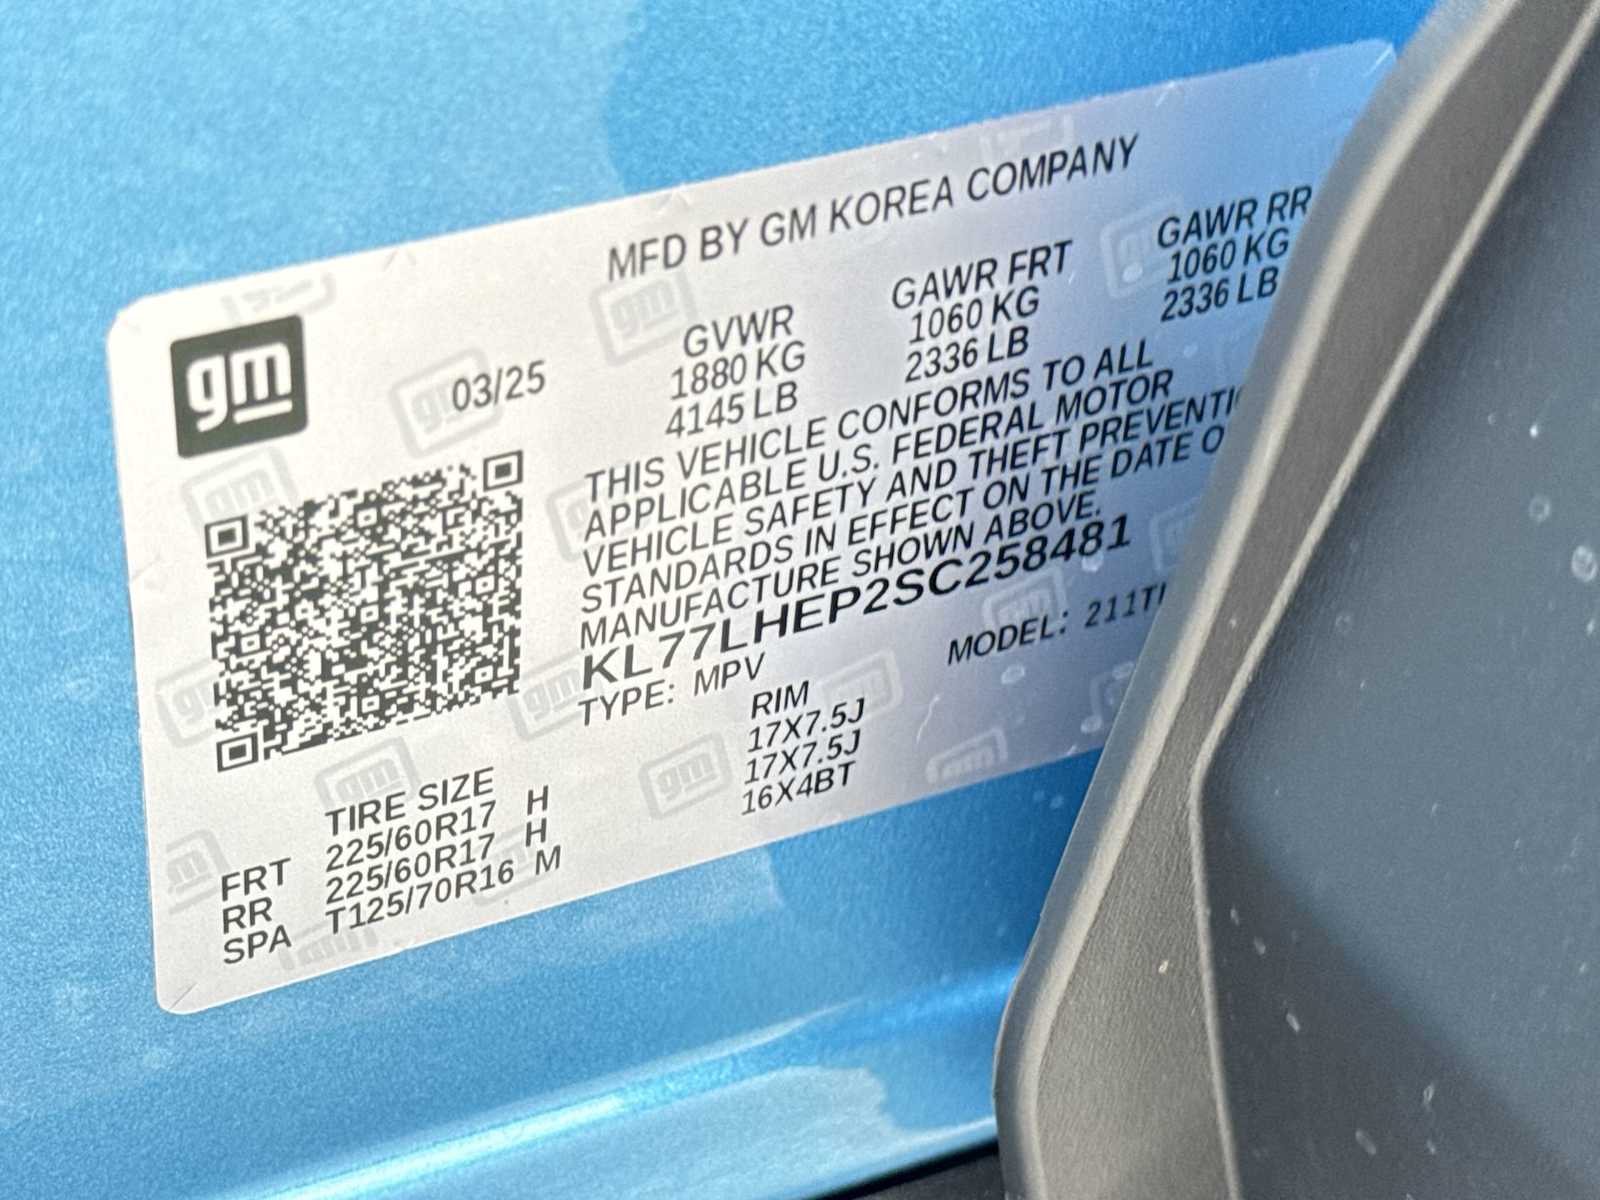 MFD BY GM KOREA COMPANY
gm
03/25
GVWR GAWR FRT GAWR RR
1880 KG 1060 KG 1060 KG
4145 LB 2336 LB 2336 LB
THIS VEHICLE CONFORMS TO ALL
APPLICABLE U.S. FEDERAL MOTOR
VEHICLE SAFETY AND THEFT PREVENTI
STANDARDS IN EFFECT ON THE DATE O
MANUFACTURE SHOWN ABOVE.
KL77LHEP2SC258481
TYPE: MPV MODEL: 211T
TIRE SIZE RIM
FRT 225/60R17 H 17X7.5J
RR 225/60R17 H 17X7.5J
SPA T125/70R16 M 16X4BT